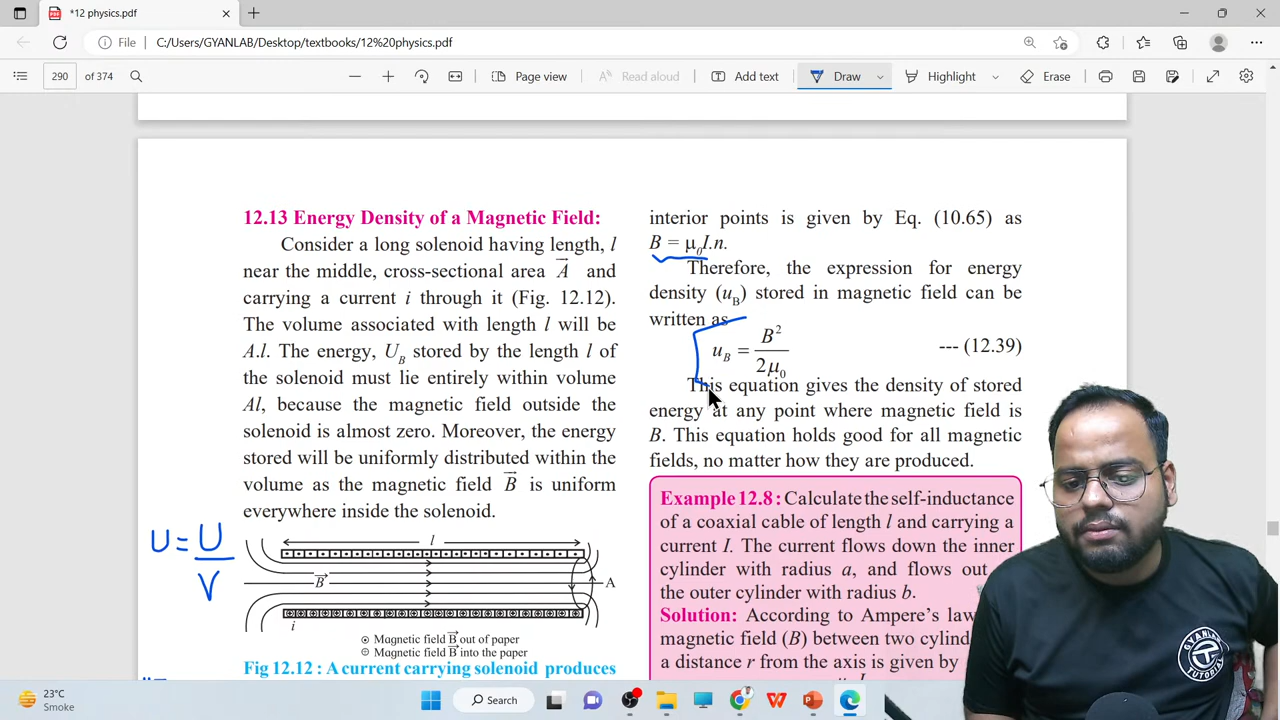 *12 physics.pdf
File
C:/Users/GYANLAB/Desktop/textbooks/12%20physics.pdf
290 of 374
Page view
Read aloud
Add text
Draw
Highlight
Erase
12.13 Energy Density of a Magnetic Field:
Consider a long solenoid having length, l
near the middle, cross-sectional area A⃗ and
carrying a current i through it (Fig. 12.12).
The volume associated with length l will be
A.l. The energy, U_B stored by the length l of
the solenoid must lie entirely within volume
Al, because the magnetic field outside the
solenoid is almost zero. Moreover, the energy
stored will be uniformly distributed within the
volume as the magnetic field B⃗ is uniform
everywhere inside the solenoid.
U = U/V
l
B⃗
A
i
Magnetic field B⃗ out of paper
Magnetic field B⃗ into the paper
Fig 12.12 : A current carrying solenoid produces
interior points is given by Eq. (10.65) as
B = μ₀I.n.
Therefore, the expression for energy
density (u_B) stored in magnetic field can be
written as
u_B = B²/2μ₀ --- (12.39)
This equation gives the density of stored
energy at any point where magnetic field is
B. This equation holds good for all magnetic
fields, no matter how they are produced.
Example 12.8 : Calculate the self-inductance
of a coaxial cable of length l and carrying a
current I. The current flows down the inner
cylinder with radius a, and flows out
the outer cylinder with radius b.
Solution: According to Ampere's law
magnetic field (B) between two cylind
a distance r from the axis is given by
GYANLAB
TUTORIAL
23°C
Smoke
Search